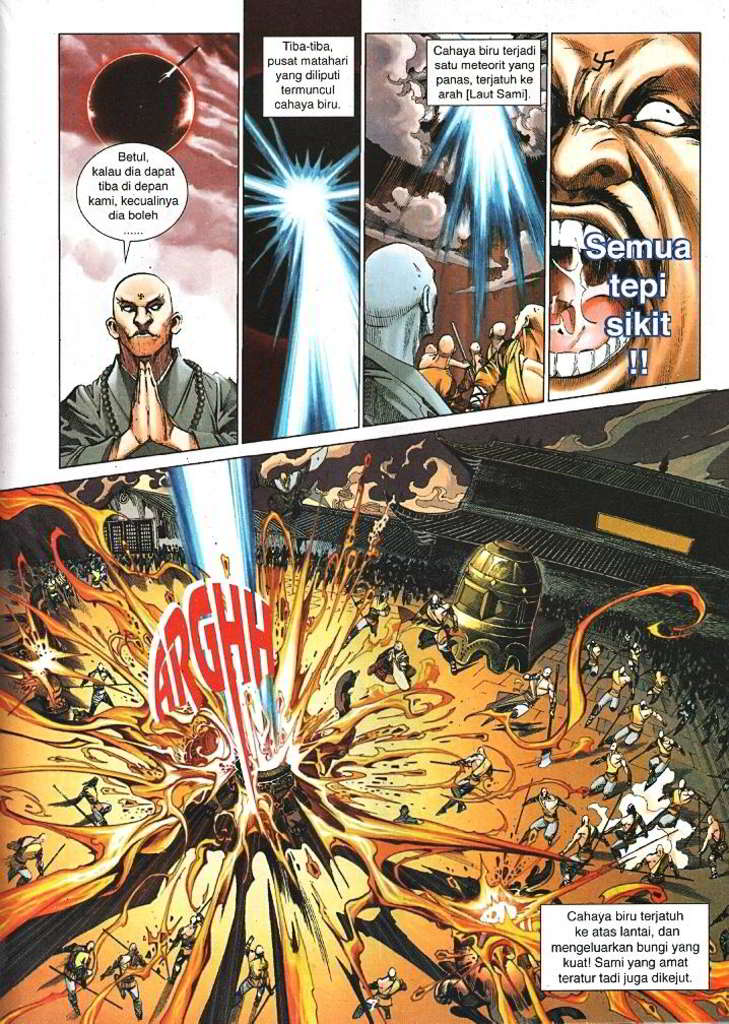 Betul,
kalau dia dapat
tiba di depan
kami, kecualinya
dia boleh
......
Tiba-tiba,
pusat matahari
yang diliputi
termuncul
cahaya biru.
Cahaya biru terjadi
satu meteorit yang
panas, terjatuh ke
arah [Laut Sami].
Semua
tepi
sikit
!!
ARGHH
Cahaya biru terjatuh
ke atas lantai, dan
mengeluarkan bungi yang
kuat! Sami yang amat
teratur tadi juga dikejut.
7